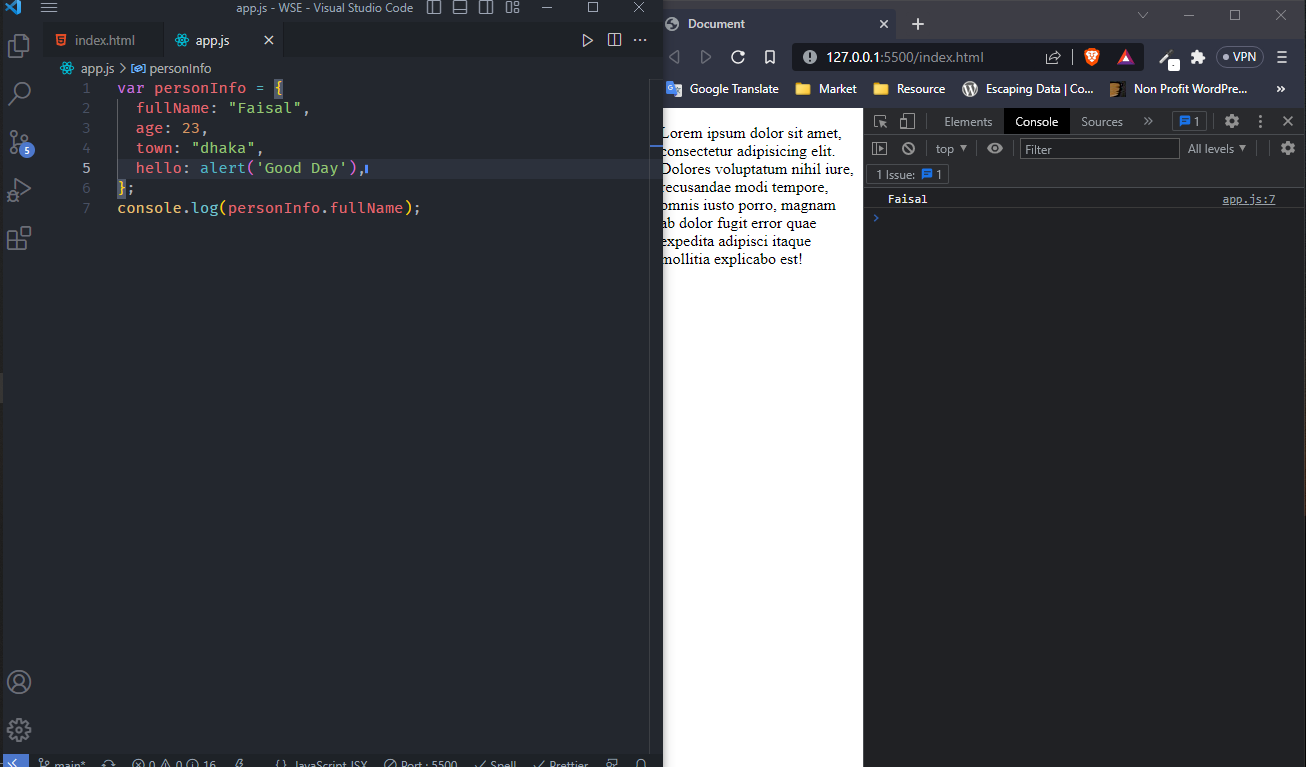 app.js - WSE - Visual Studio Code
index.html
app.js
app.js > personInfo
1 var personInfo = {
2 fullName: "Faisal",
3 age: 23,
4 town: "dhaka",
5 hello: alert('Good Day'),
6 };
7 console.log(personInfo.fullName);
5
main*
0 0 16
{} JavaScript JSX
Port : 5500
Spell
Prettier
Document
127.0.0.1:5500/index.html
VPN
Google Translate
Market
Resource
Escaping Data | Co...
Non Profit WordPre...
»
Lorem ipsum dolor sit amet,
consectetur adipisicing elit.
Dolores voluptatum nihil iure,
recusandae modi tempore,
omnis iusto porro, magnam
ab dolor fugit error quae
expedita adipisci itaque
mollitia explicabo est!
Elements Console Sources » 1
top Filter All levels
1 Issue: 1
Faisal app.js:7
>